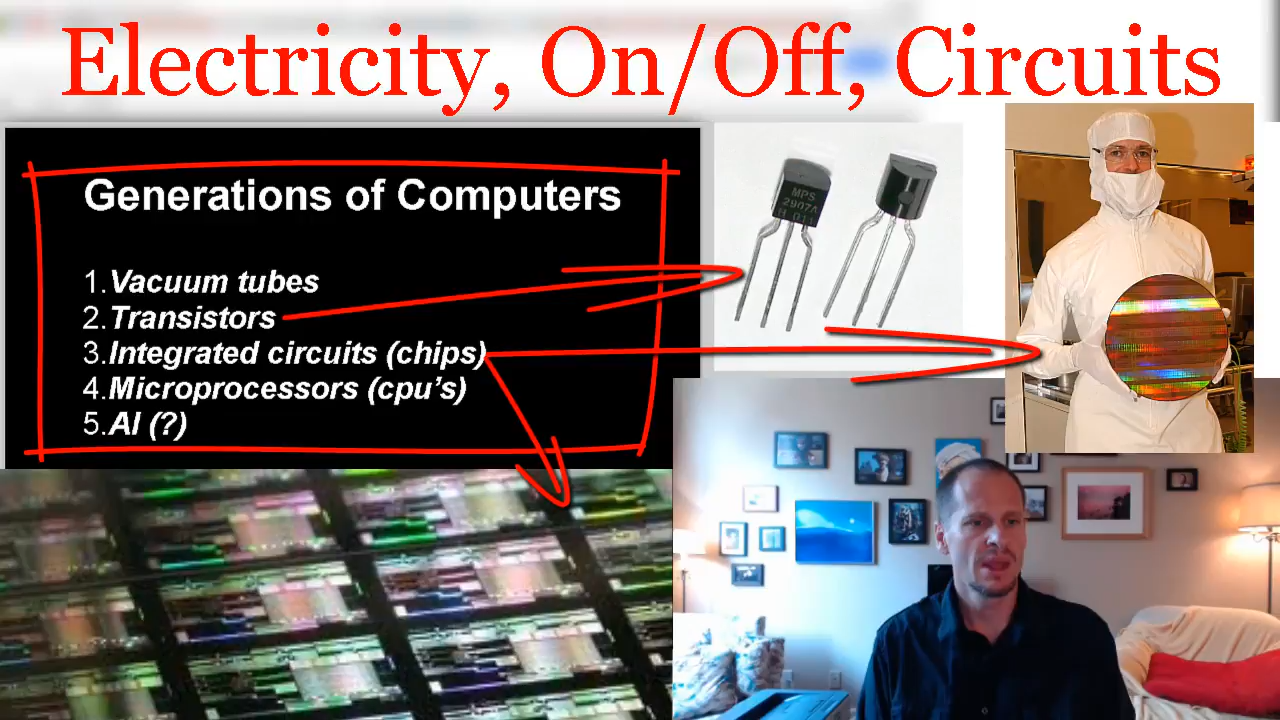 Electricity, On/Off, Circuits
Generations of Computers
1. Vacuum tubes
2. Transistors
3. Integrated circuits (chips)
4. Microprocessors (cpu's)
5. AI (?)
MPS
2907A